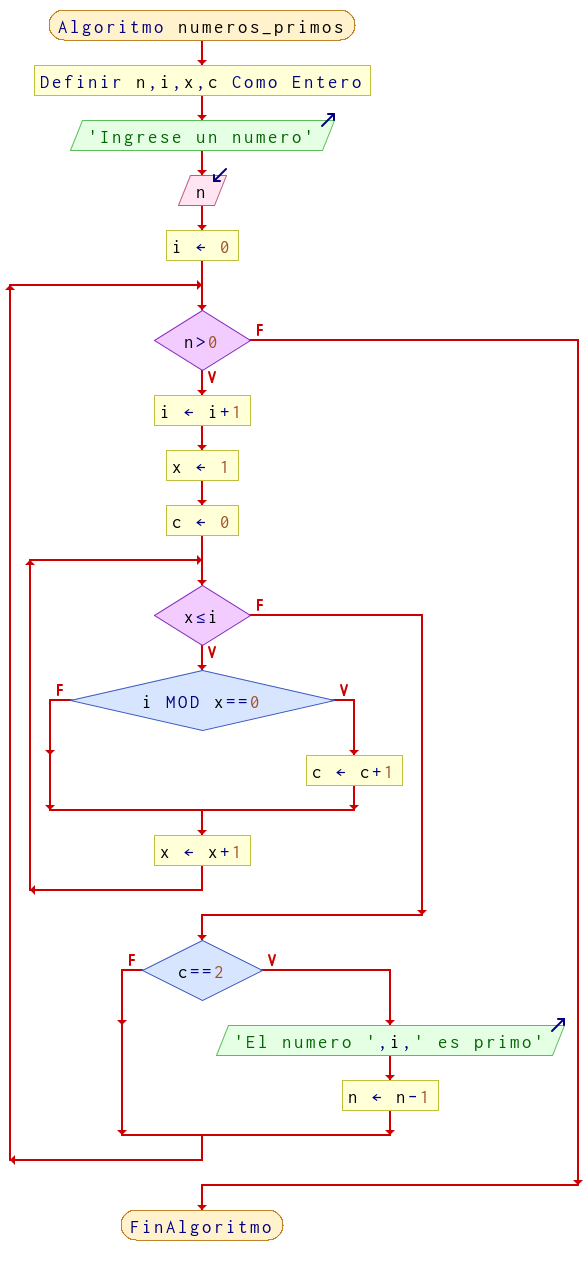 Algoritmo numeros_primos
Definir n,i,x,c Como Entero
'Ingrese un numero'
n
i ← 0
n>0
F
V
i ← i+1
x ← 1
c ← 0
x≤i
F
V
F
i MOD x==0
V
c ← c+1
x ← x+1
F
c==2
V
'El numero ',i,' es primo'
n ← n-1
FinAlgoritmo